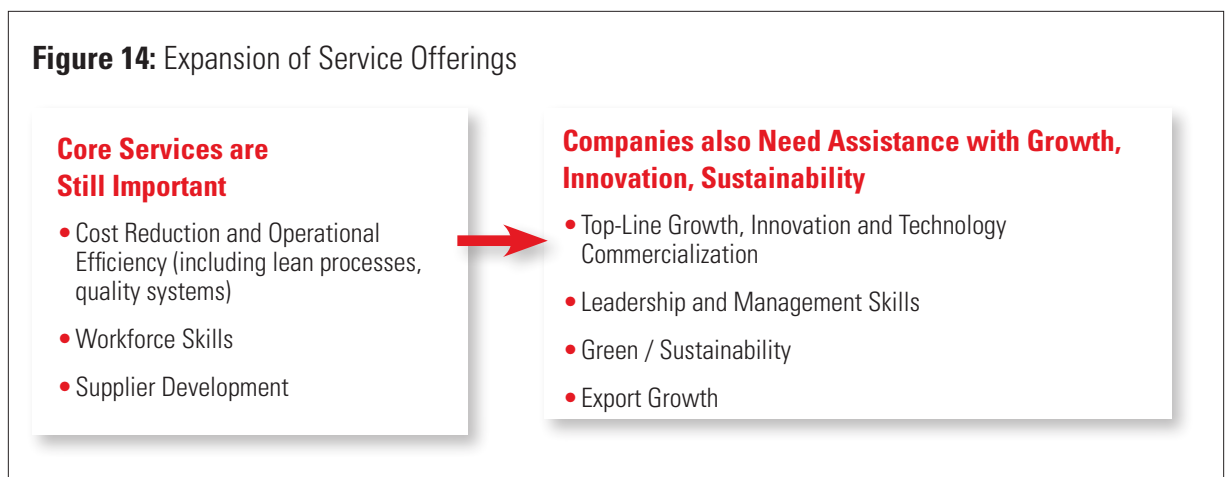 Figure 14: Expansion of Service Offerings
Core Services are
Still Important
• Cost Reduction and Operational
Efficiency (including lean processes,
quality systems)
• Workforce Skills
• Supplier Development
Companies also Need Assistance with Growth,
Innovation, Sustainability
• Top-Line Growth, Innovation and Technology
Commercialization
• Leadership and Management Skills
• Green / Sustainability
• Export Growth